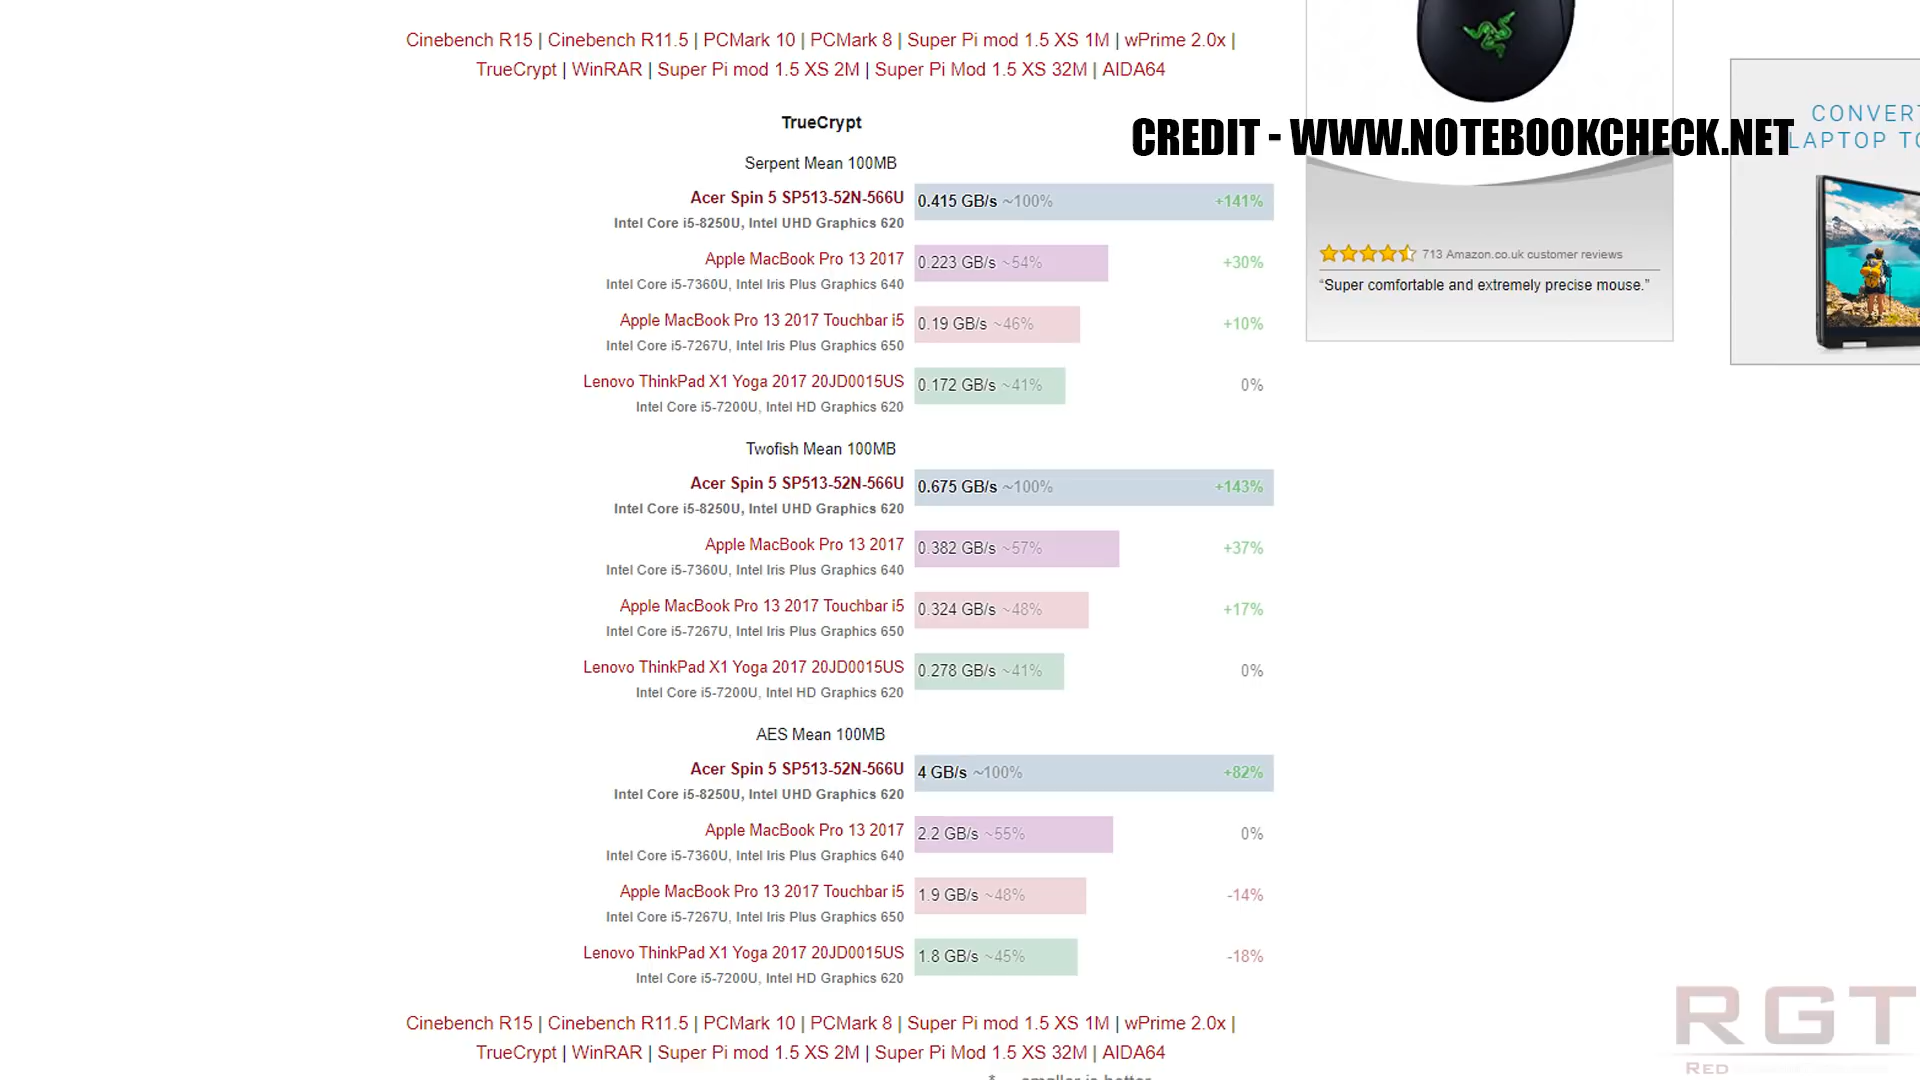 Cinebench R15 | Cinebench R11.5 | PCMark 10 | PCMark 8 | Super Pi mod 1.5 XS 1M | wPrime 2.0x |
TrueCrypt | WinRAR | Super Pi mod 1.5 XS 2M | Super Pi Mod 1.5 XS 32M | AIDA64
CREDIT - WWW.NOTEBOOKCHECK.NET
CONVERT
LAPTOP TO
713 Amazon.co.uk customer reviews
“Super comfortable and extremely precise mouse.”
TrueCrypt
Serpent Mean 100MB
Acer Spin 5 SP513-52N-566U 0.415 GB/s ~100% +141%
Intel Core i5-8250U, Intel UHD Graphics 620
Apple MacBook Pro 13 2017 0.223 GB/s ~54% +30%
Intel Core i5-7360U, Intel Iris Plus Graphics 640
Apple MacBook Pro 13 2017 Touchbar i5 0.19 GB/s ~46% +10%
Intel Core i5-7267U, Intel Iris Plus Graphics 650
Lenovo ThinkPad X1 Yoga 2017 20JD0015US 0.172 GB/s ~41% 0%
Intel Core i5-7200U, Intel HD Graphics 620
Twofish Mean 100MB
Acer Spin 5 SP513-52N-566U 0.675 GB/s ~100% +143%
Intel Core i5-8250U, Intel UHD Graphics 620
Apple MacBook Pro 13 2017 0.382 GB/s ~57% +37%
Intel Core i5-7360U, Intel Iris Plus Graphics 640
Apple MacBook Pro 13 2017 Touchbar i5 0.324 GB/s ~48% +17%
Intel Core i5-7267U, Intel Iris Plus Graphics 650
Lenovo ThinkPad X1 Yoga 2017 20JD0015US 0.278 GB/s ~41% 0%
Intel Core i5-7200U, Intel HD Graphics 620
AES Mean 100MB
Acer Spin 5 SP513-52N-566U 4 GB/s ~100% +82%
Intel Core i5-8250U, Intel UHD Graphics 620
Apple MacBook Pro 13 2017 2.2 GB/s ~55% 0%
Intel Core i5-7360U, Intel Iris Plus Graphics 640
Apple MacBook Pro 13 2017 Touchbar i5 1.9 GB/s ~48% -14%
Intel Core i5-7267U, Intel Iris Plus Graphics 650
Lenovo ThinkPad X1 Yoga 2017 20JD0015US 1.8 GB/s ~45% -18%
Intel Core i5-7200U, Intel HD Graphics 620
Cinebench R15 | Cinebench R11.5 | PCMark 10 | PCMark 8 | Super Pi mod 1.5 XS 1M | wPrime 2.0x |
TrueCrypt | WinRAR | Super Pi mod 1.5 XS 2M | Super Pi Mod 1.5 XS 32M | AIDA64
* ... smaller is better
RGT
RED